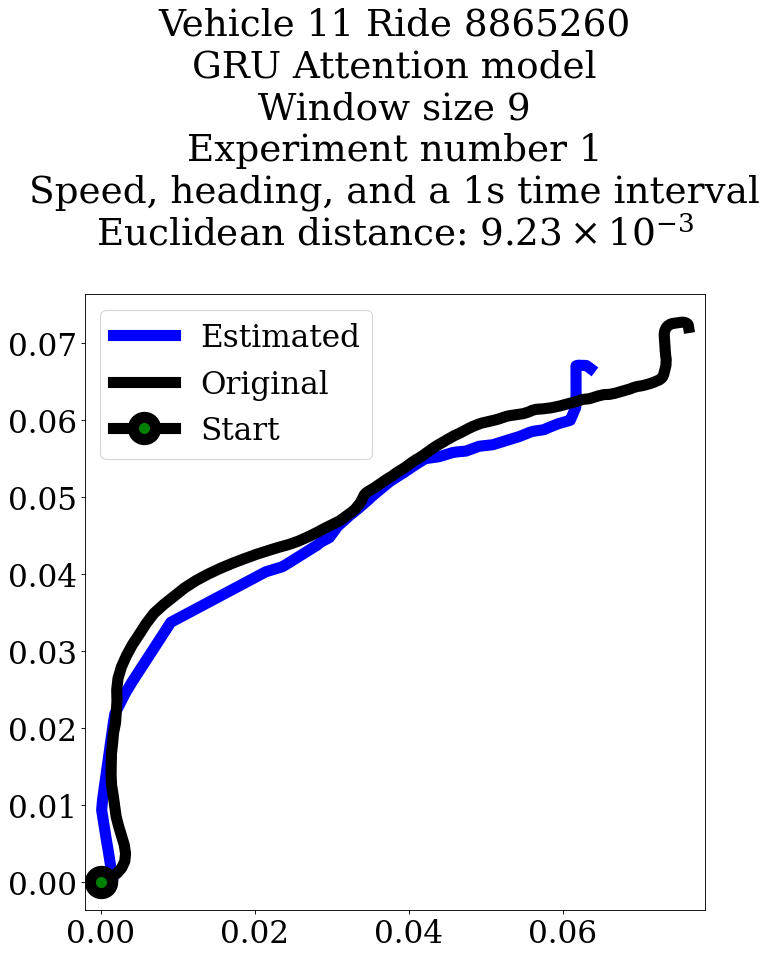 Vehicle 11 Ride 8865260
GRU Attention model
Window size 9
Experiment number 1
Speed, heading, and a 1s time interval
Euclidean distance: 9.23 × 10⁻³
Estimated
Original
Start
0.07
0.06
0.05
0.04
0.03
0.02
0.01
0.00
0.00 0.02 0.04 0.06